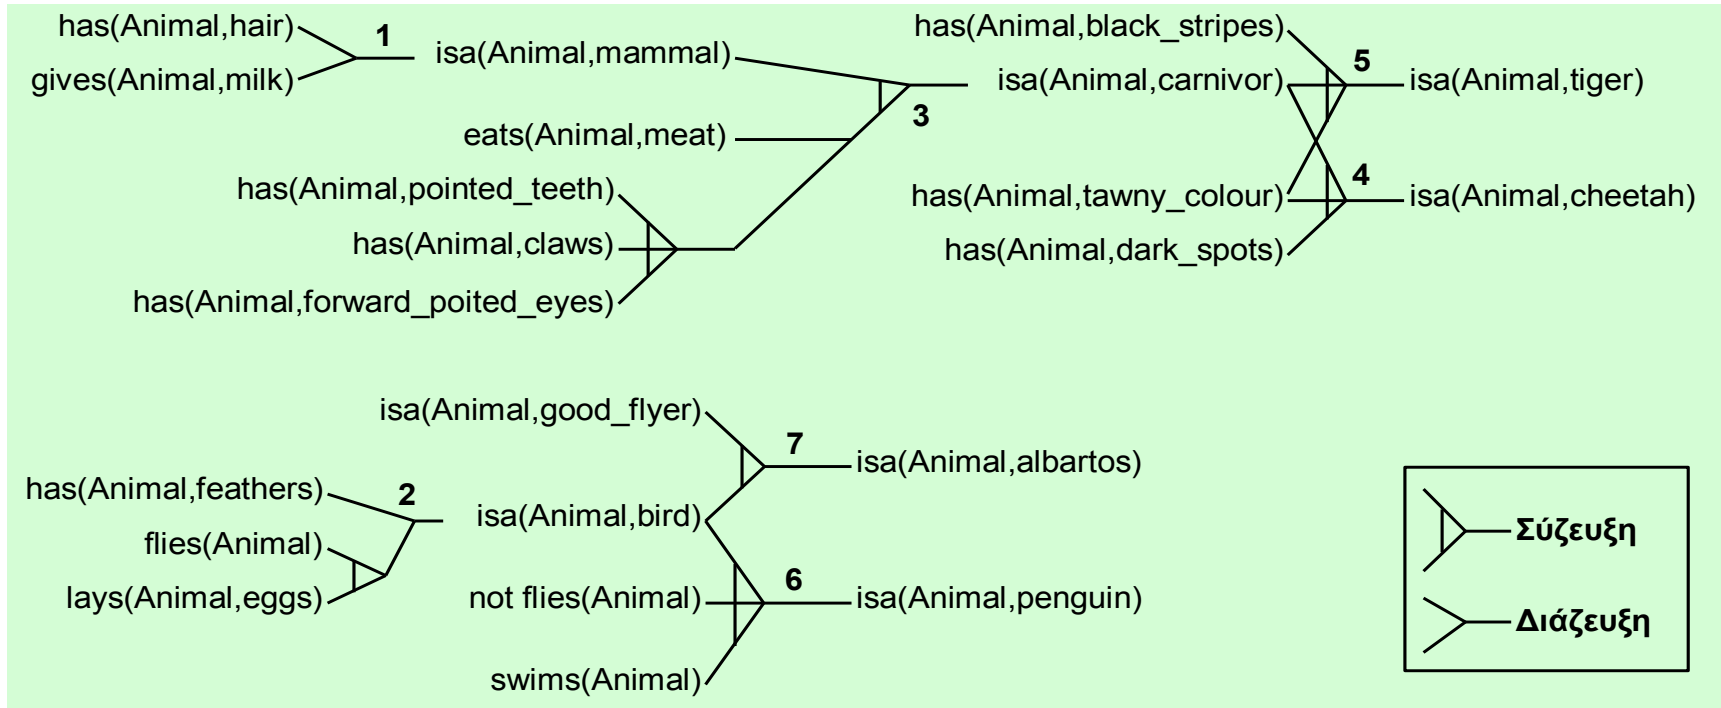 has(Animal,hair)
gives(Animal,milk)
1
isa(Animal,mammal)
eats(Animal,meat)
has(Animal,pointed_teeth)
has(Animal,claws)
has(Animal,forward_poited_eyes)
3
has(Animal,black_stripes)
isa(Animal,carnivor)
has(Animal,tawny_colour)
has(Animal,dark_spots)
5
isa(Animal,tiger)
4
isa(Animal,cheetah)
has(Animal,feathers)
flies(Animal)
lays(Animal,eggs)
2
isa(Animal,good_flyer)
isa(Animal,bird)
not flies(Animal)
swims(Animal)
7
isa(Animal,albartos)
6
isa(Animal,penguin)
Σύζευξη
Διάζευξη